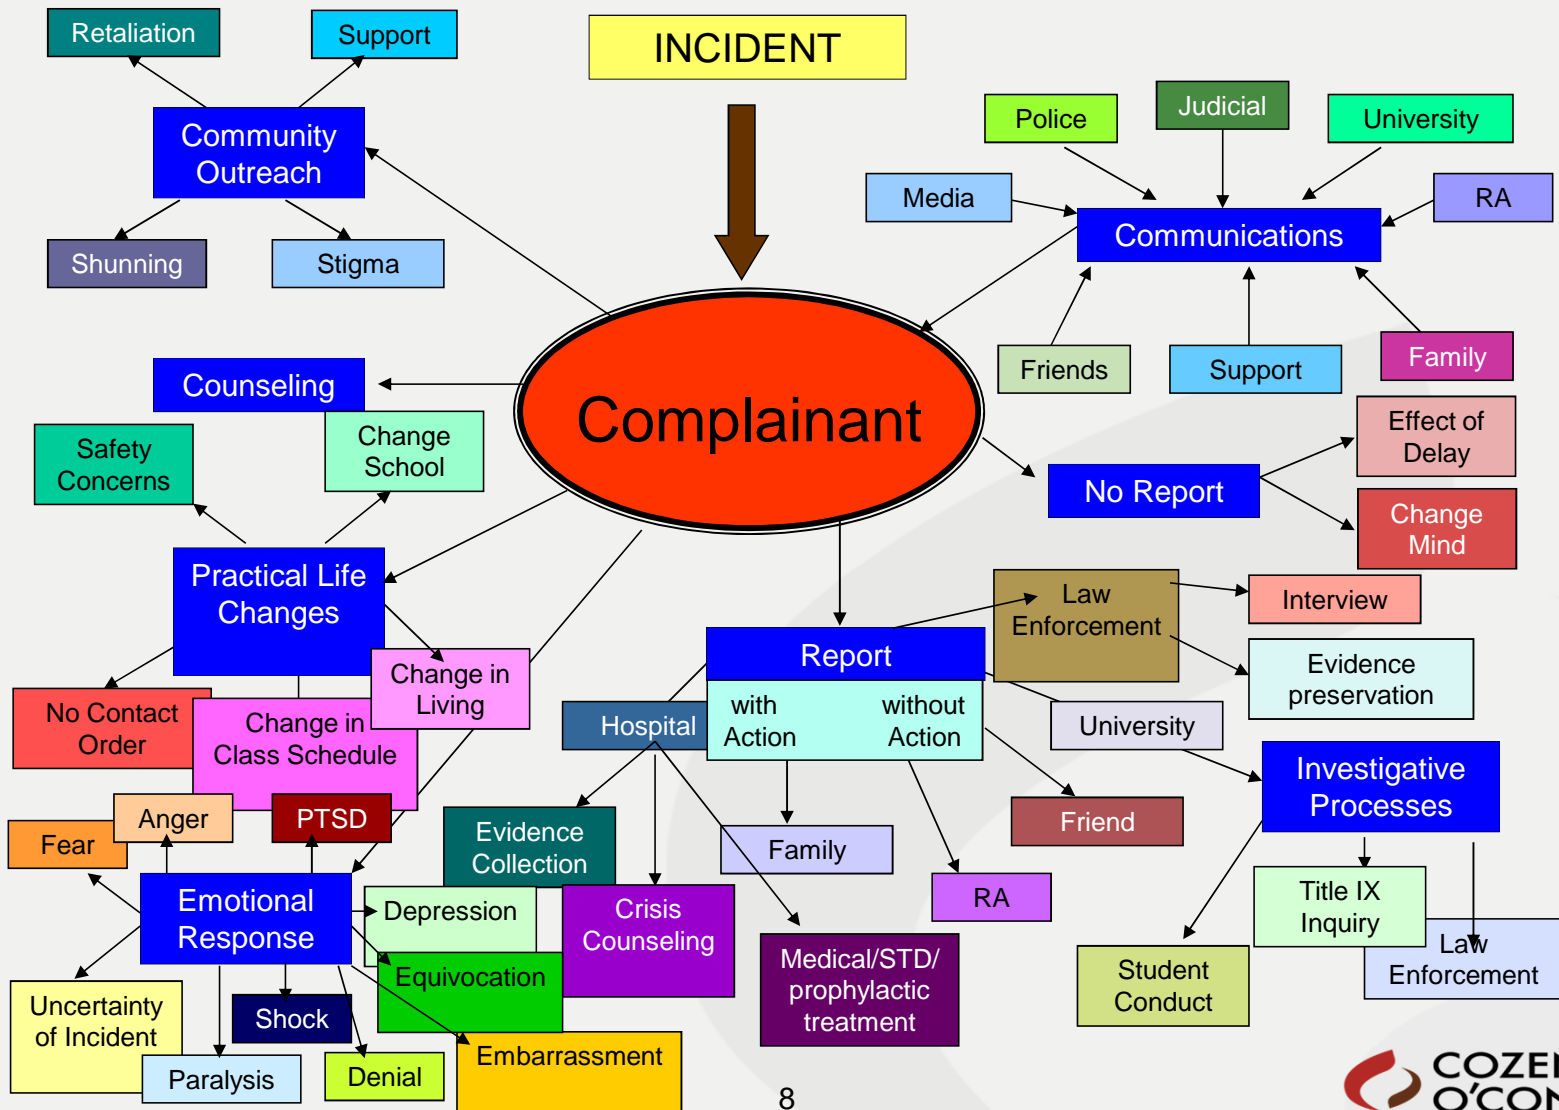 Retaliation
Support
INCIDENT
Community
Outreach
Police
Judicial
University
Media
RA
Communications
Shunning
Stigma
Friends
Support
Family
Counseling
Complainant
Change
School
Safety
Concerns
Effect of
Delay
No Report
Change
Mind
Practical Life
Changes
Law
Enforcement
Interview
Report
Evidence
preservation
Change in
Living
No Contact
Order
Change in
Class Schedule
Hospital
with
Action
without
Action
University
Investigative
Processes
Anger
PTSD
Fear
Evidence
Collection
Family
Friend
RA
Title IX
Inquiry
Law
Enforcement
Emotional
Response
Depression
Crisis
Counseling
Equivocation
Medical/STD/
prophylactic
treatment
Student
Conduct
Uncertainty
of Incident
Shock
Paralysis
Denial
Embarrassment
8
COZEN
O'CON